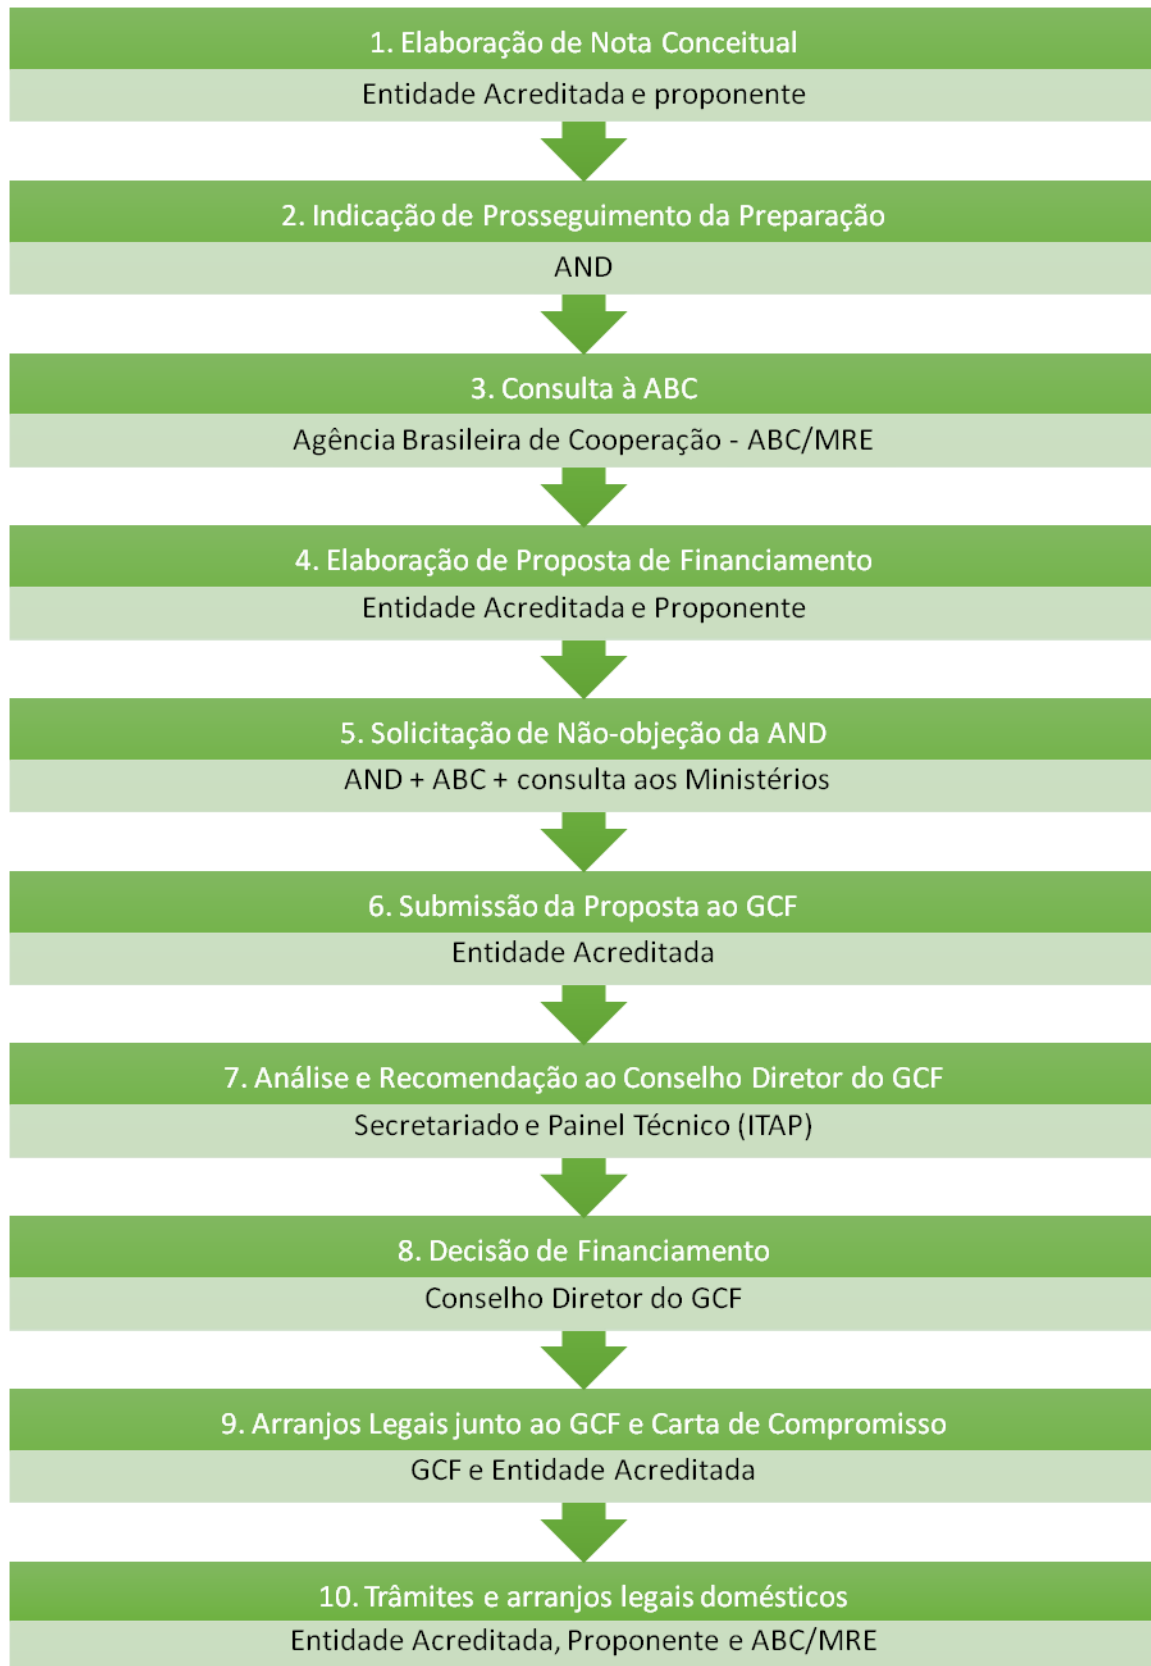 1. Elaboração de Nota Conceitual
Entidade Acreditada e proponente
2. Indicação de Prosseguimento da Preparação
AND
3. Consulta à ABC
Agência Brasileira de Cooperação - ABC/MRE
4. Elaboração de Proposta de Financiamento
Entidade Acreditada e Proponente
5. Solicitação de Não-objeção da AND
AND + ABC + consulta aos Ministérios
6. Submissão da Proposta ao GCF
Entidade Acreditada
7. Análise e Recomendação ao Conselho Diretor do GCF
Secretariado e Painel Técnico (ITAP)
8. Decisão de Financiamento
Conselho Diretor do GCF
9. Arranjos Legais junto ao GCF e Carta de Compromisso
GCF e Entidade Acreditada
10. Trâmites e arranjos legais domésticos
Entidade Acreditada, Proponente e ABC/MRE